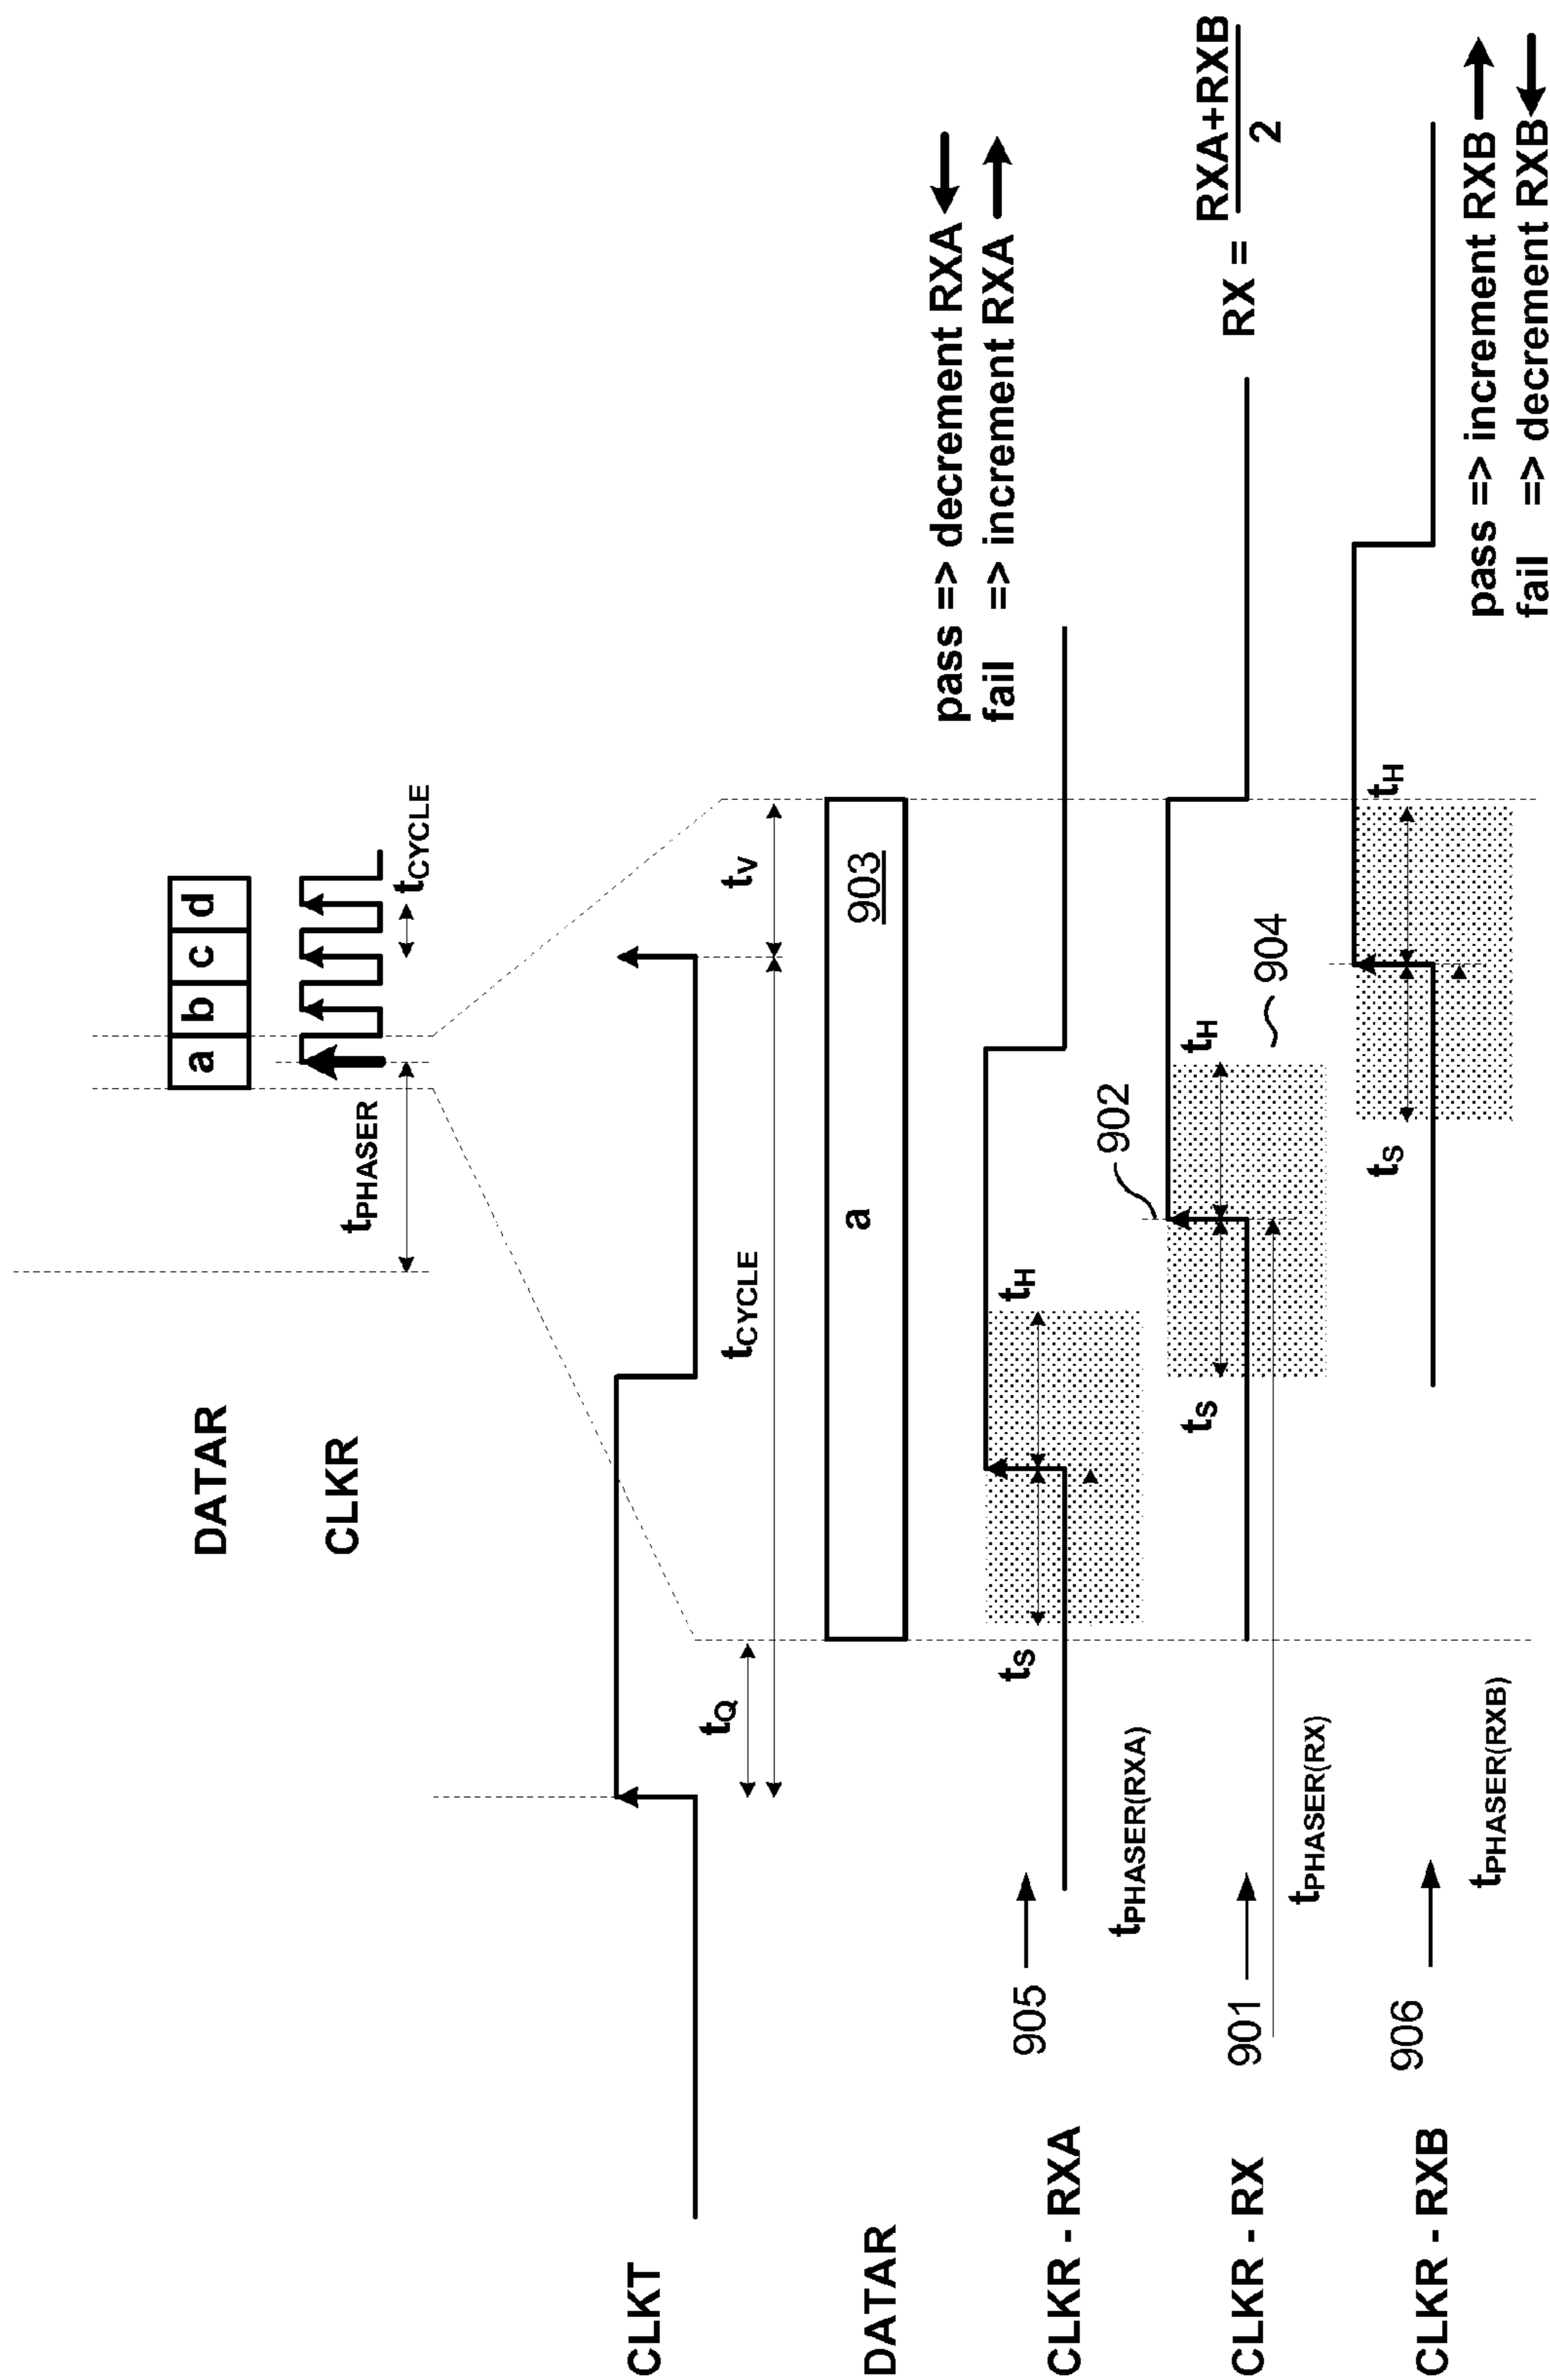 DATAR
a b c d
CLKR
tPHASER
tCYCLE
CLKT
tQ
tCYCLE
tV
DATAR
a
903
CLKR - RXA
905
tPHASER(RXA)
tS
tH
pass => decrement RXA
fail => increment RXA
CLKR - RX
901
tPHASER(RX)
tS
902
tH
904
RX = RXA+RXB
2
CLKR - RXB
906
tPHASER(RXB)
tS
tH
pass => increment RXB
fail => decrement RXB